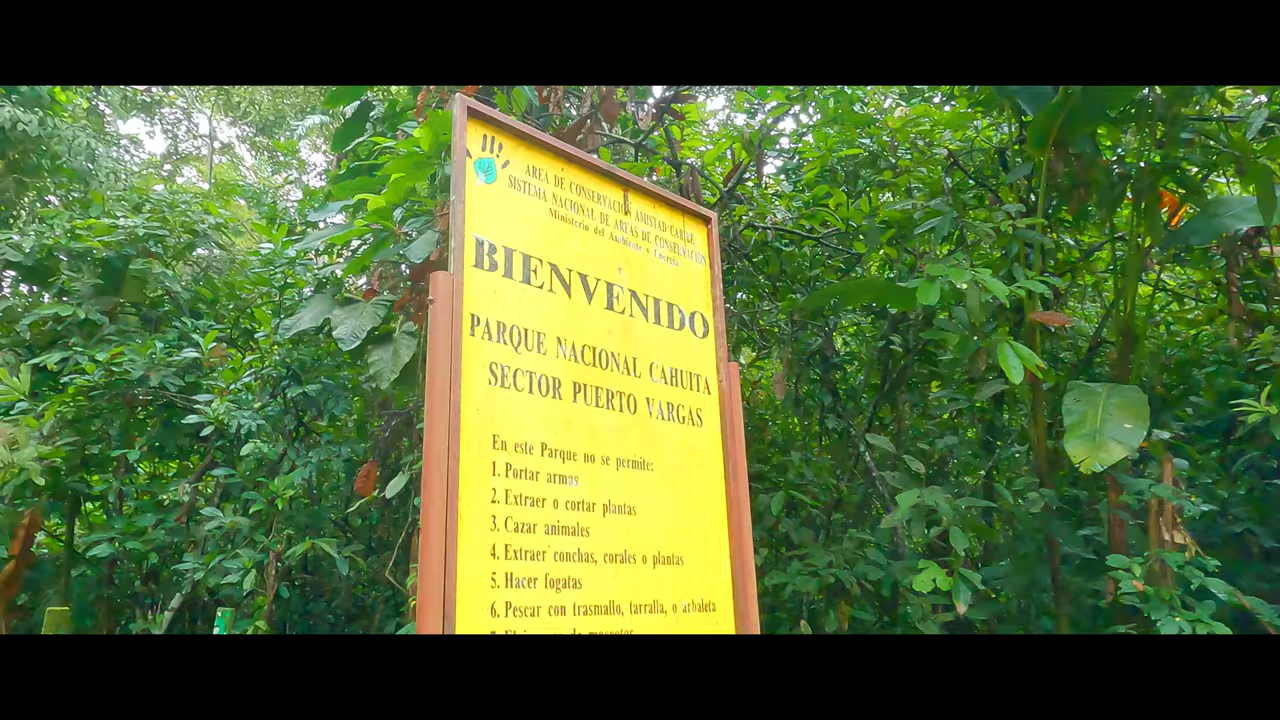 AREA DE CONSERVACION AMISTAD CARIBE
SISTEMA NACIONAL DE AREAS DE CONSERVACION
Ministerio del Ambiente y Energía
BIENVENIDO
PARQUE NACIONAL CAHUITA
SECTOR PUERTO VARGAS
En este Parque no se permite:
1. Portar armas
2. Extraer o cortar plantas
3. Cazar animales
4. Extraer conchas, corales o plantas
5. Hacer fogatas
6. Pescar con trasmallo, tarralla, o arbaleta